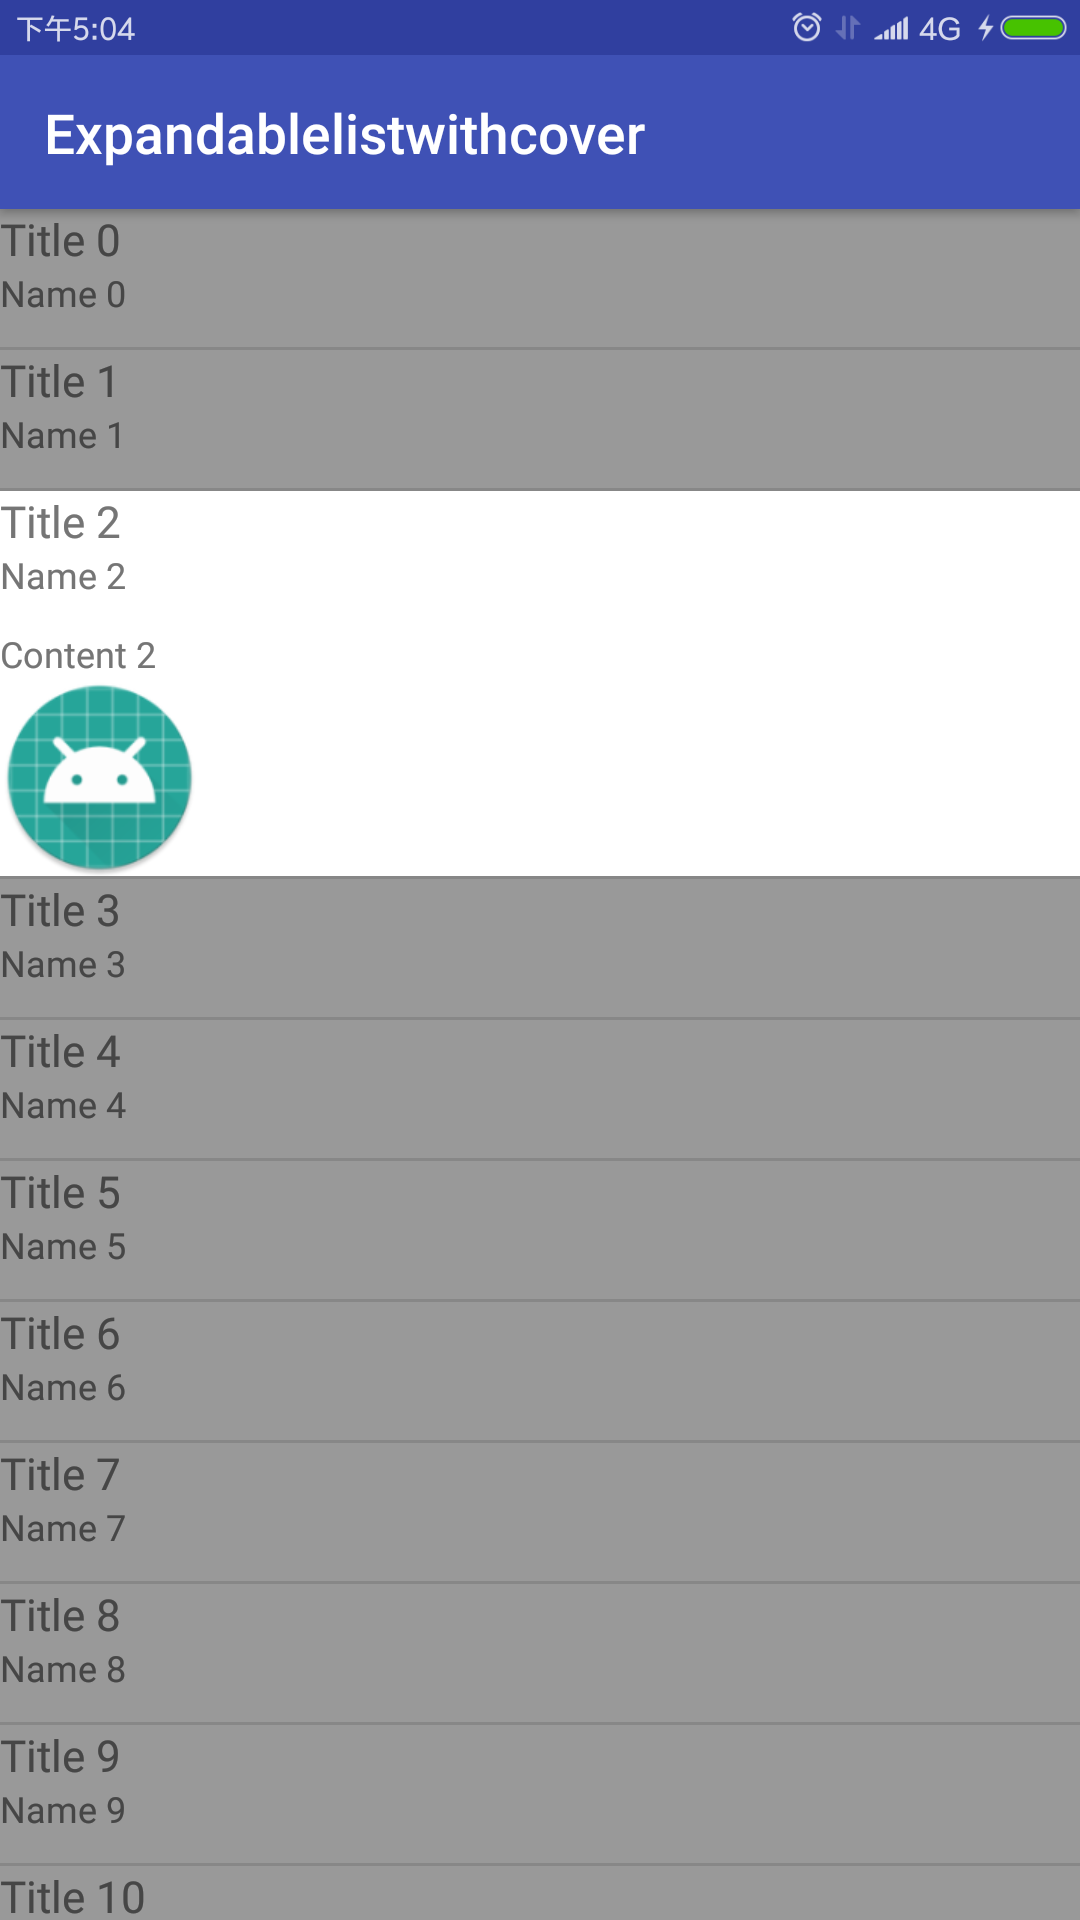 下午5:04 4G
Expandablelistwithcover
Title 0
Name 0
Title 1
Name 1
Title 2
Name 2
Content 2
Title 3
Name 3
Title 4
Name 4
Title 5
Name 5
Title 6
Name 6
Title 7
Name 7
Title 8
Name 8
Title 9
Name 9
Title 10